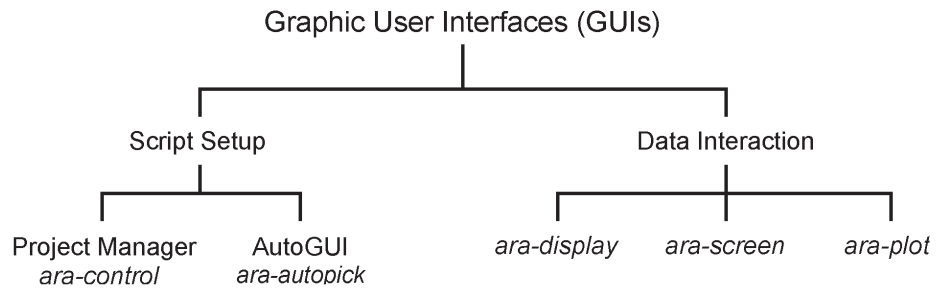 Graphic User Interfaces (GUIs)
Script Setup
Data Interaction
Project Manager
ara-control
AutoGUI
ara-autopick
ara-display
ara-screen
ara-plot